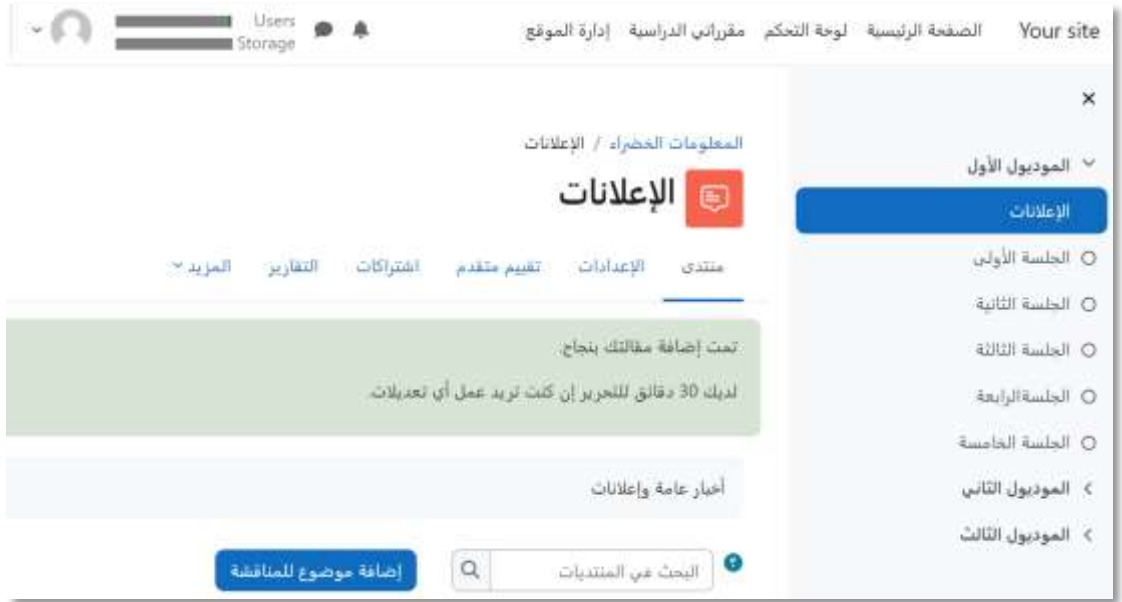 Your site الصفحة الرئيسية لوحة التحكم مقرراتي الدراسية إدارة الموقع
Users
Storage
الموديول الأول
الإعلانات
الجلسة الأولى
الجلسة الثانية
الجلسة الثالثة
الجلسةالرابعة
الجلسة الخامسة
الموديول الثاني
الموديول الثالث
المعلومات الخضراء / الإعلانات
الإعلانات
منتدى الإعدادات تقييم متقدم اشتراكات التقارير المزيد
تمت إضافة مقالتك بنجاح.
لديك 30 دقائق للتحرير إن كنت تريد عمل أي تعديلات.
أخبار عامة وإعلانات
البحث في المنتديات
إضافة موضوع للمناقشة